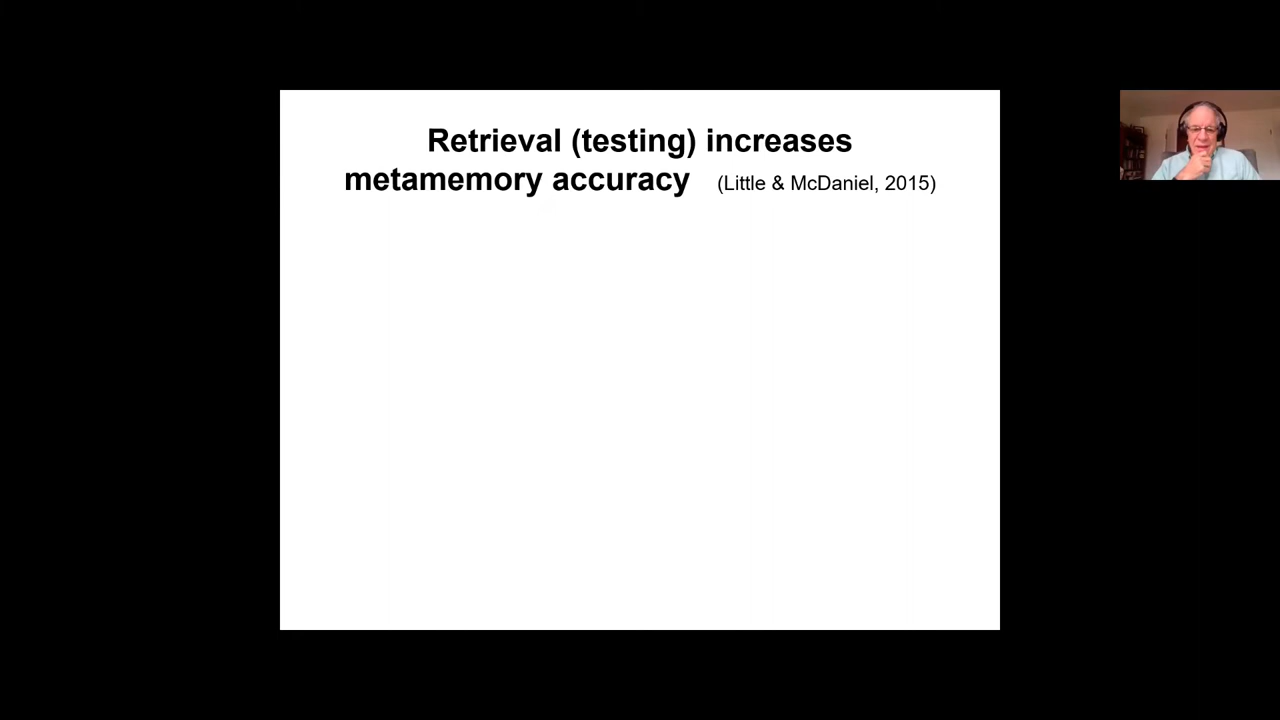 Retrieval (testing) increases
metamemory accuracy (Little & McDaniel, 2015)